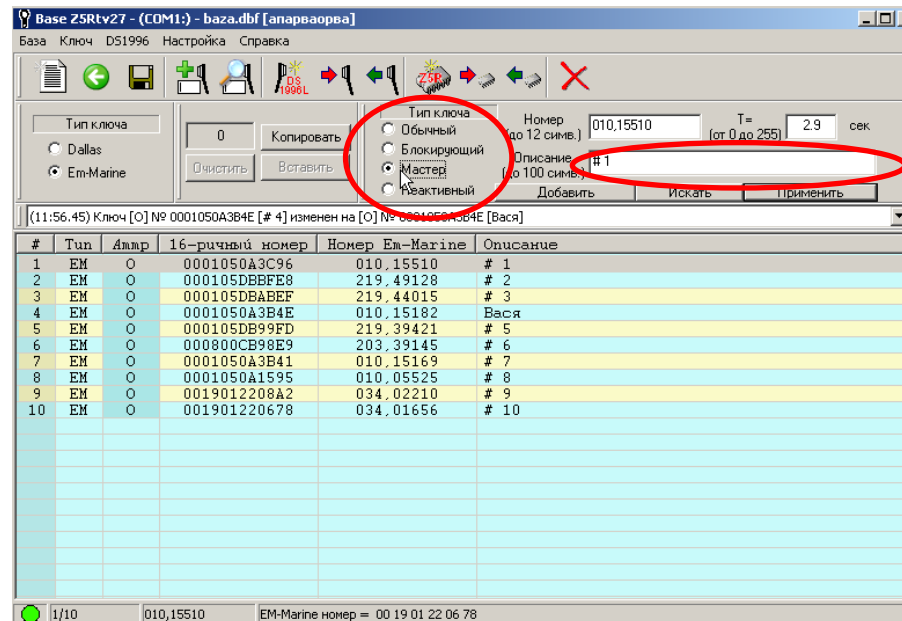 Base Z5Rtv27 - (COM1:) - baza.dbf [апарваорва]
База Ключ DS1996 Настройка Справка
DS 1996L Z5R
Тип ключа
Dallas
Em-Marine
0 Копировать
Очистить Вставить
Тип ключа
Обычный
Блокирующий
Мастер
Неактивный
Номер (до 12 симв.) 010,15510 T= (от 0 до 255) 2.9 сек
Описание (до 100 симв.) # 1
Добавить Искать Применить
(11:56.45) Ключ [O] № 0001050A3B4E [# 4] изменен на [O] № 0001050A3B4E [Вася]
# Тип Аттр 16-ричный номер Номер Em-Marine Описание
1 EM O 0001050A3C96 010,15510 # 1
2 EM O 000105DBBFE8 219,49128 # 2
3 EM O 000105DBABEF 219,44015 # 3
4 EM O 0001050A3B4E 010,15182 Вася
5 EM O 000105DB99FD 219,39421 # 5
6 EM O 000800CB98E9 203,39145 # 6
7 EM O 0001050A3B41 010,15169 # 7
8 EM O 0001050A1595 010,05525 # 8
9 EM O 0019012208A2 034,02210 # 9
10 EM O 001901220678 034,01656 # 10
1/10 010,15510 EM-Marine номер = 00 19 01 22 06 78